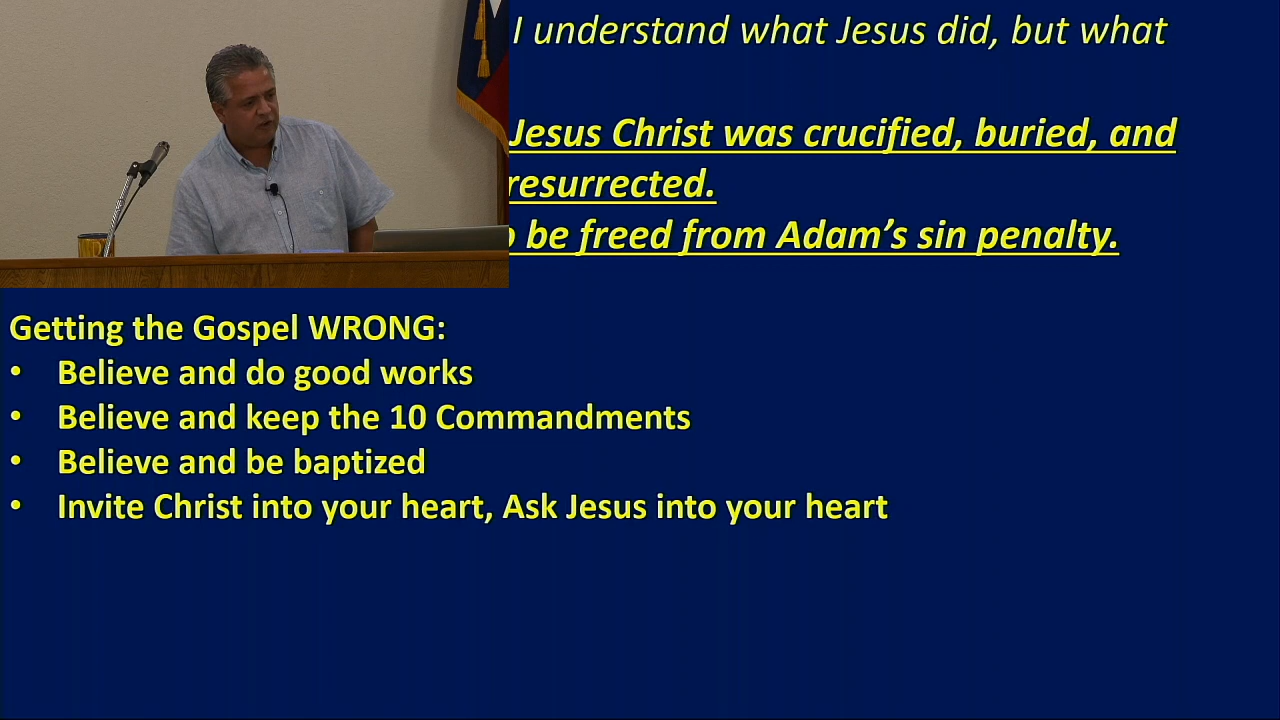 I understand what Jesus did, but what
Jesus Christ was crucified, buried, and
resurrected.
be freed from Adam’s sin penalty.
Getting the Gospel WRONG:
• Believe and do good works
• Believe and keep the 10 Commandments
• Believe and be baptized
• Invite Christ into your heart, Ask Jesus into your heart